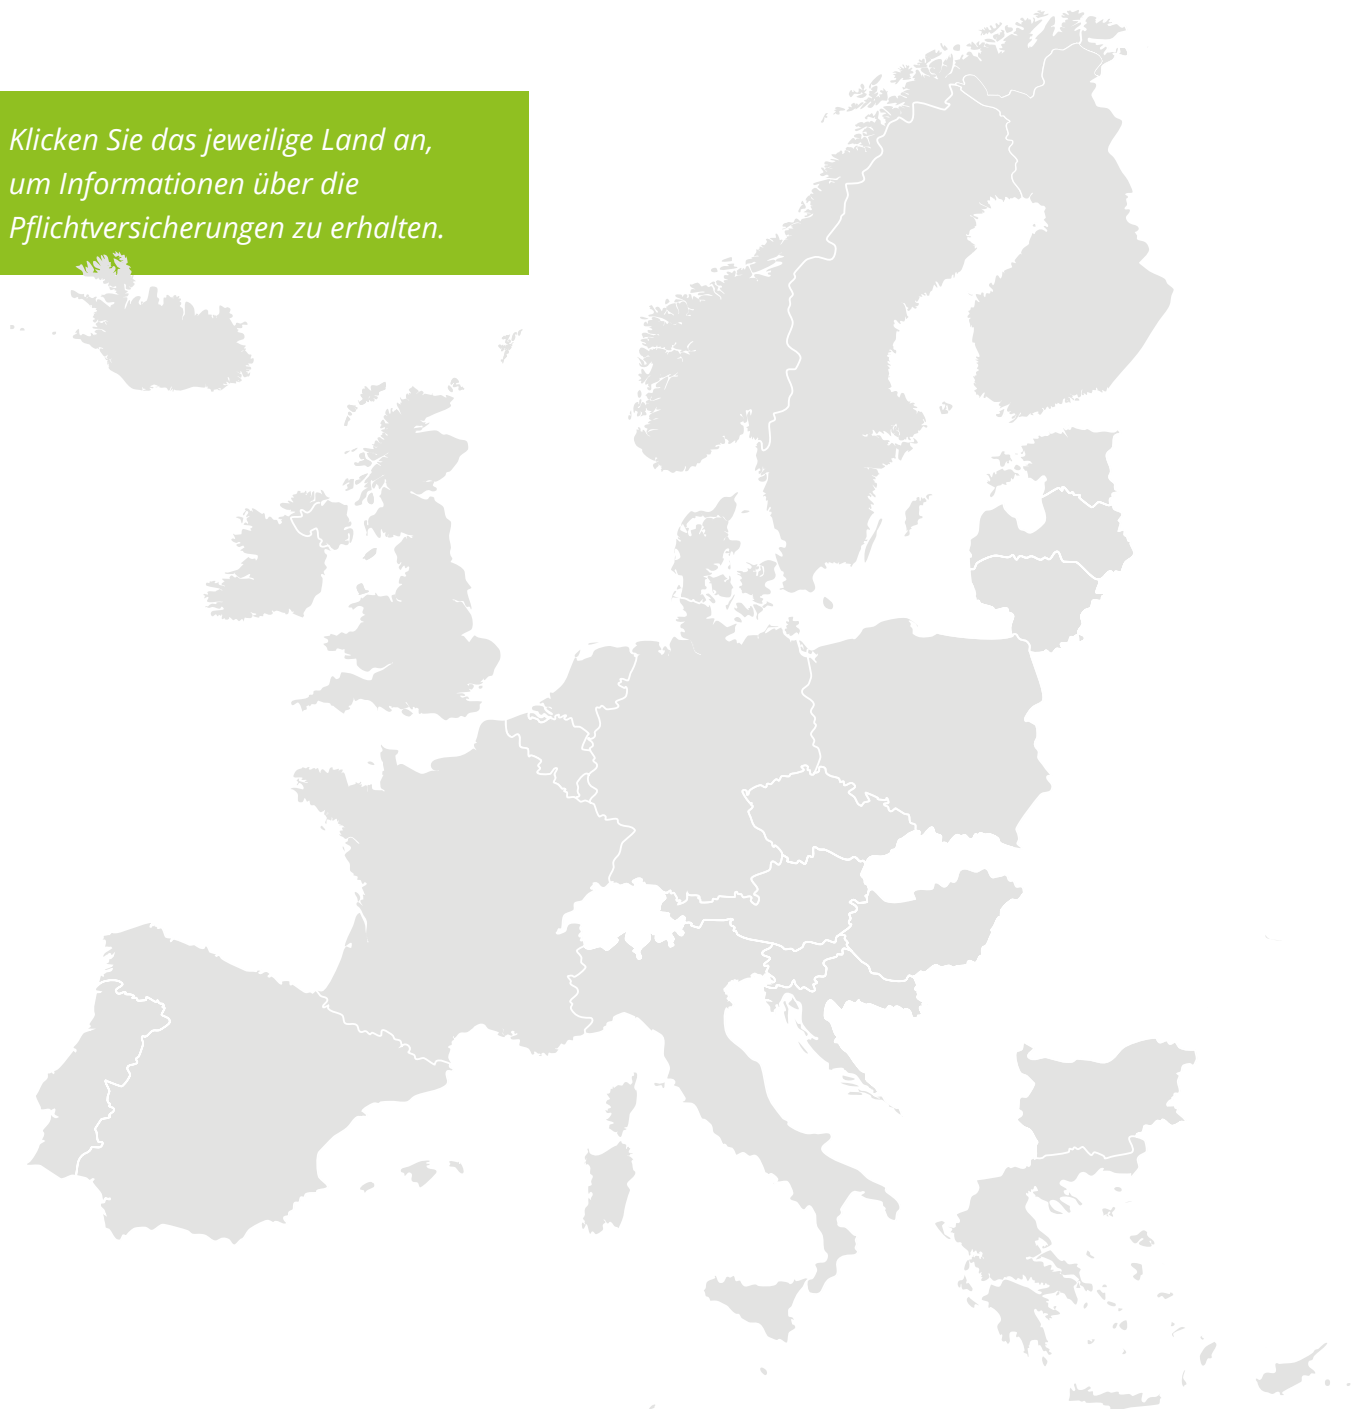 Klicken Sie das jeweilige Land an,
um Informationen über die
Pflichtversicherungen zu erhalten.